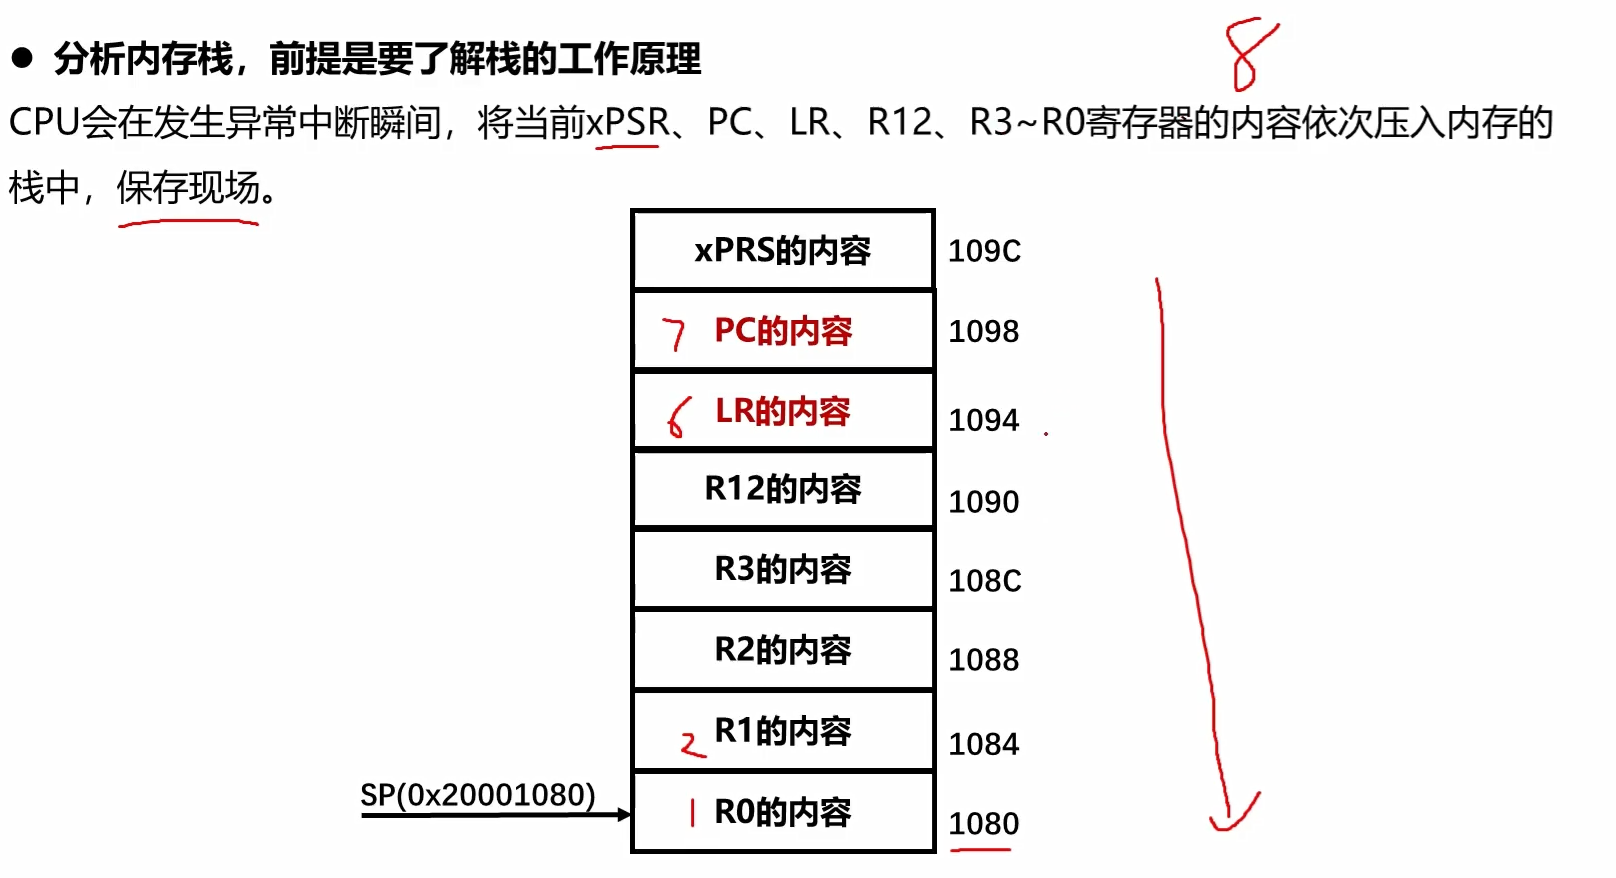 ● 分析内存栈，前提是要了解栈的工作原理
8
CPU会在发生异常中断瞬间，将当前xPSR、PC、LR、R12、R3~R0寄存器的内容依次压入内存的
栈中，保存现场。
xPRS的内容 109C
7 PC的内容 1098
6 LR的内容 1094
R12的内容 1090
R3的内容 108C
R2的内容 1088
2 R1的内容 1084
SP(0x20001080) 1 R0的内容 1080